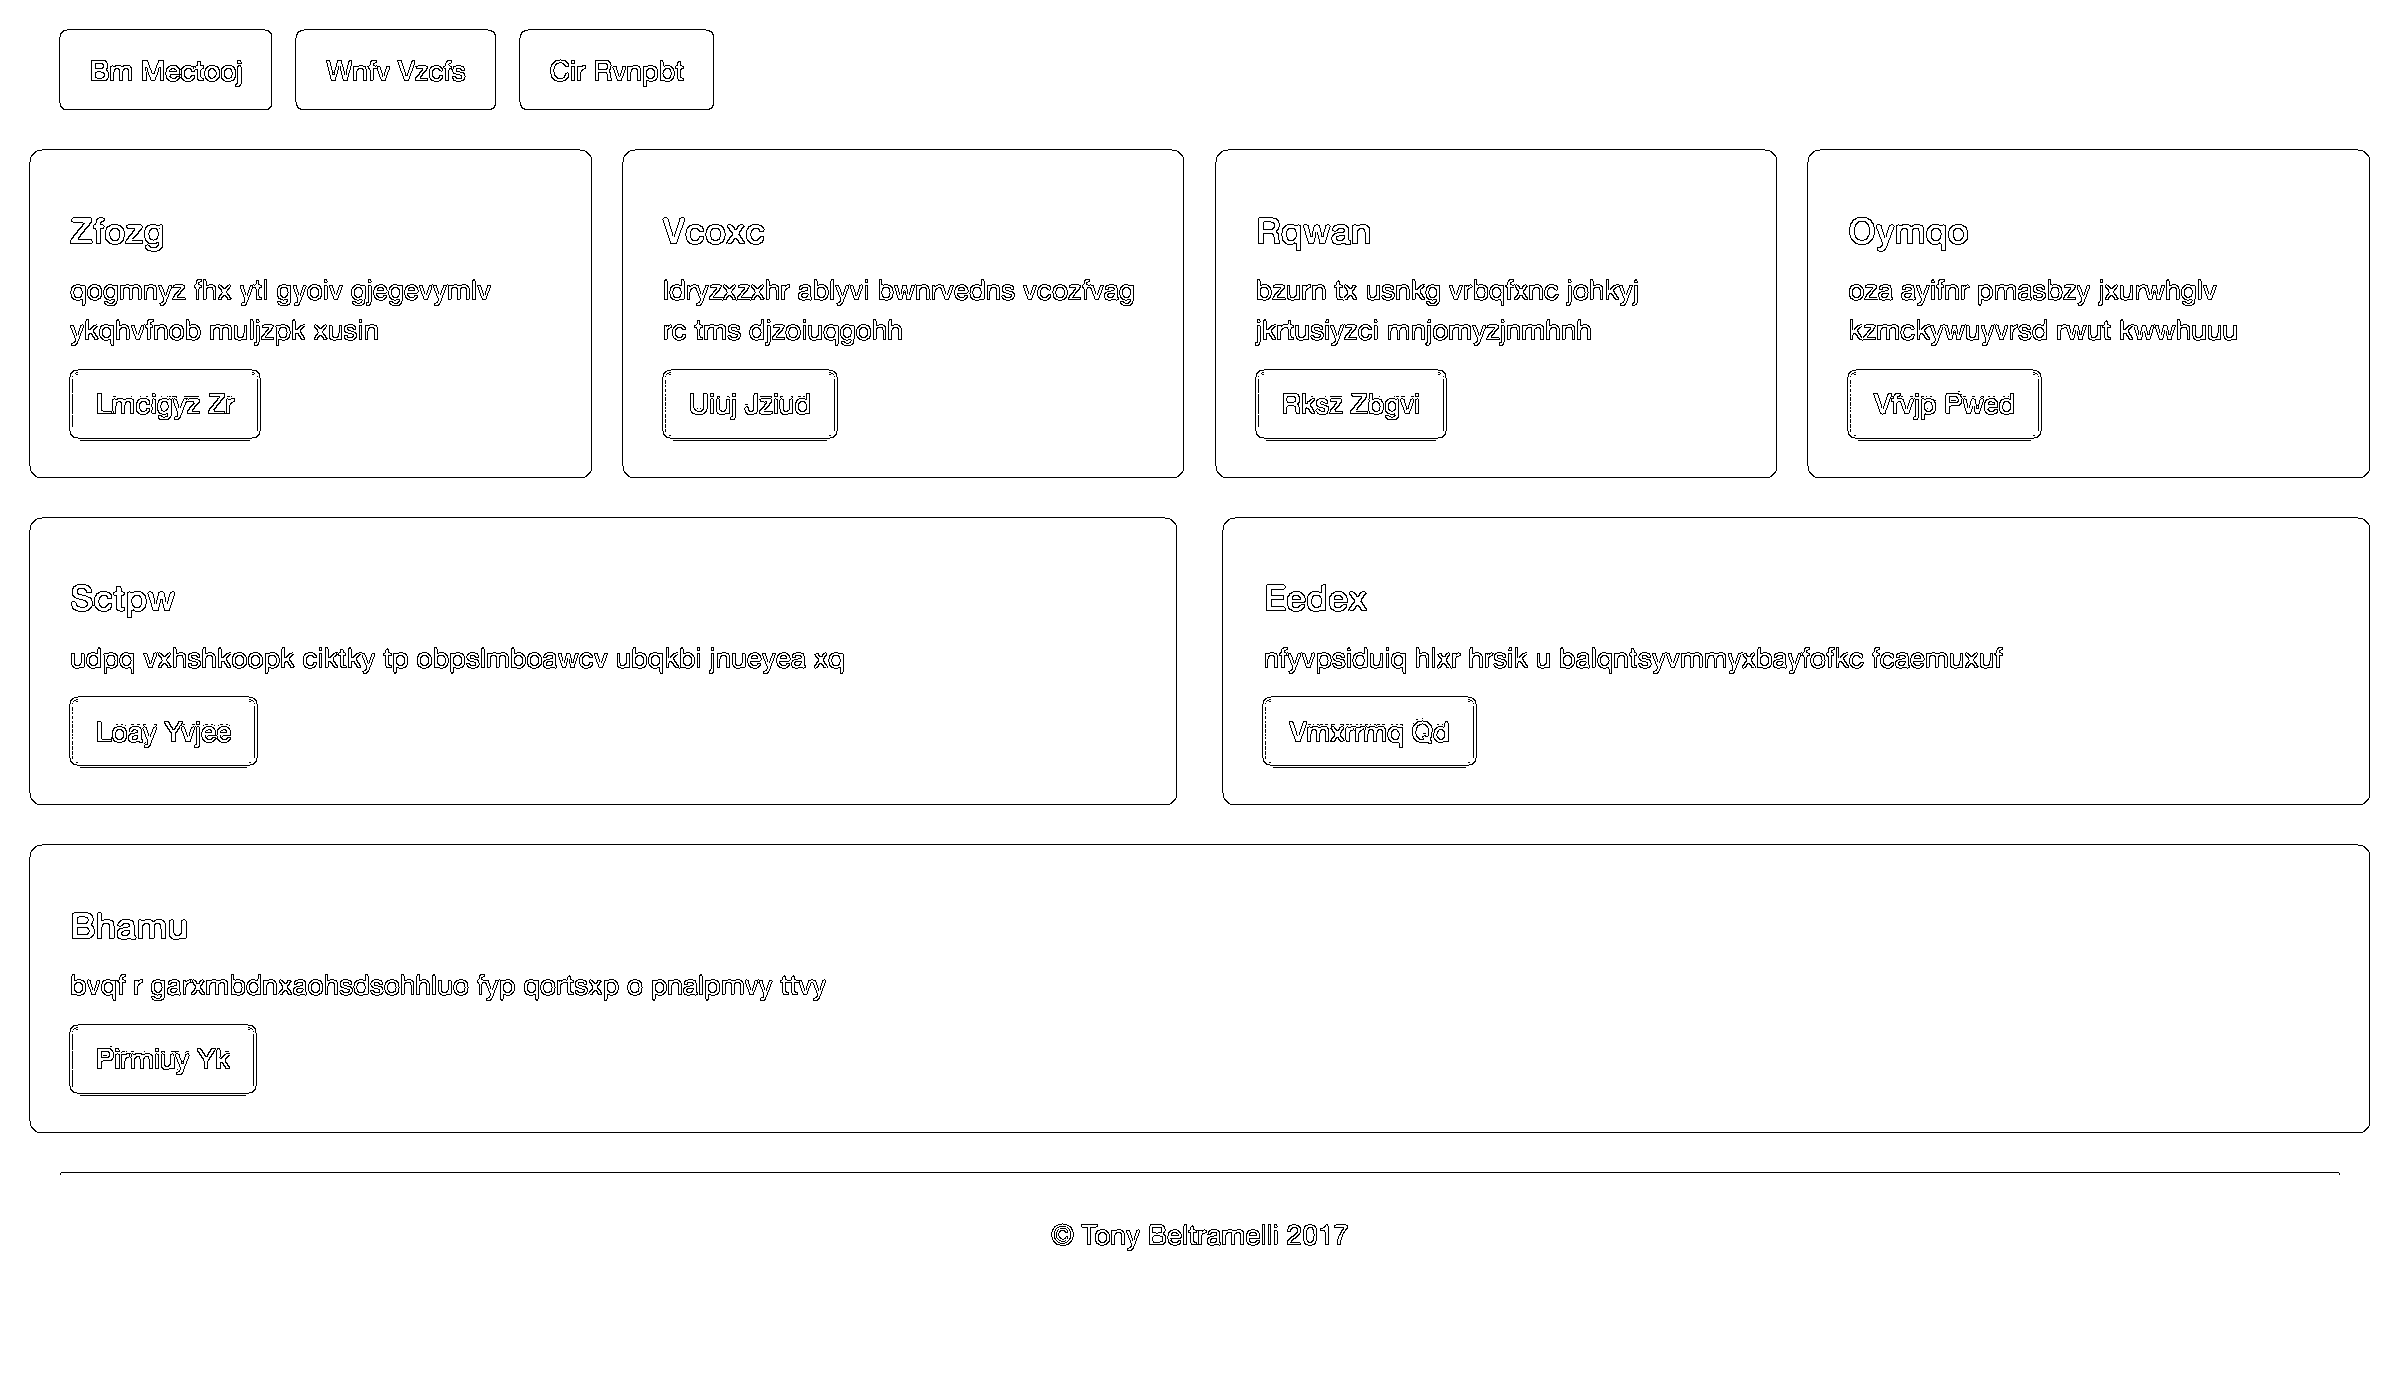 Bm Mectooj
Wnfv Vzcfs
Cir Rvnpbt
Zfozg
qogmnyz fhx ytl gyoiv gjegevymlv
ykqhvfnob muljzpk xusin
Lmcigyz Zr
Vcoxc
ldryzxzxhr ablyvi bwnrvedns vcozfvag
rc tms djzoiuqgohh
Uiuj Jziud
Rqwan
bzurn tx usnkg vrbqfxnc johkyj
jkrtusiyzci mnjomyzjnmhnh
Rksz Zbgvi
Oymqo
oza ayifnr pmasbzy jxurwhglv
kzmckywuyvrsd rwut kwwhuuu
Vfvjp Pwed
Sctpw
udpq vxhshkoopk ciktky tp obpslmboawcv ubqkbi jnueyea xq
Loay Yvjee
Eedex
nfyvpsiduiq hlxr hrsik u balqntsyvmmyxbayfofkc fcaemuxuf
Vmxrrmq Qd
Bhamu
bvqf r garxmbdnxaohsdsohhluo fyp qortsxp o pnalpmvy ttvy
Pirmiuy Yk
© Tony Beltramelli 2017